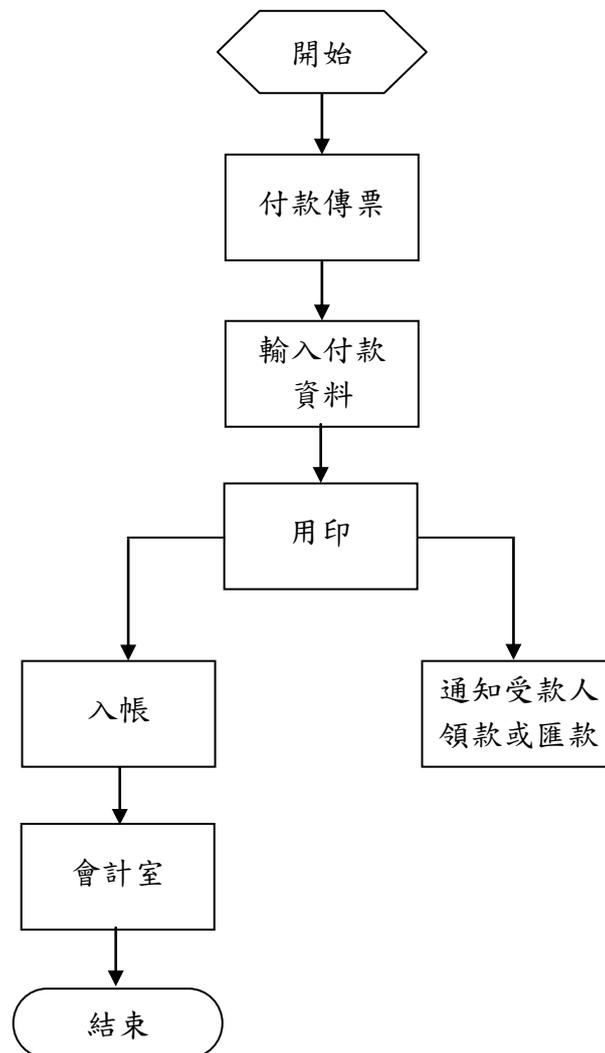 開始
付款傳票
輸入付款
資料
用印
入帳
通知受款人
領款或匯款
會計室
結束